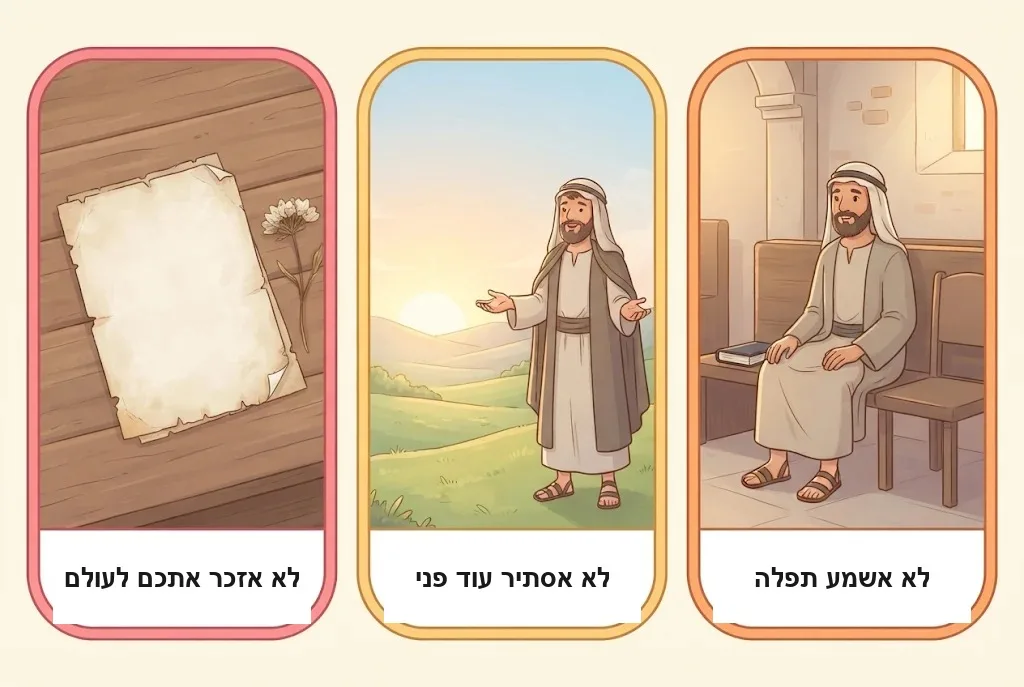 לא אשמע תפלה
לא אסתיר עוד פני
לא אזכר אתכם לעולם